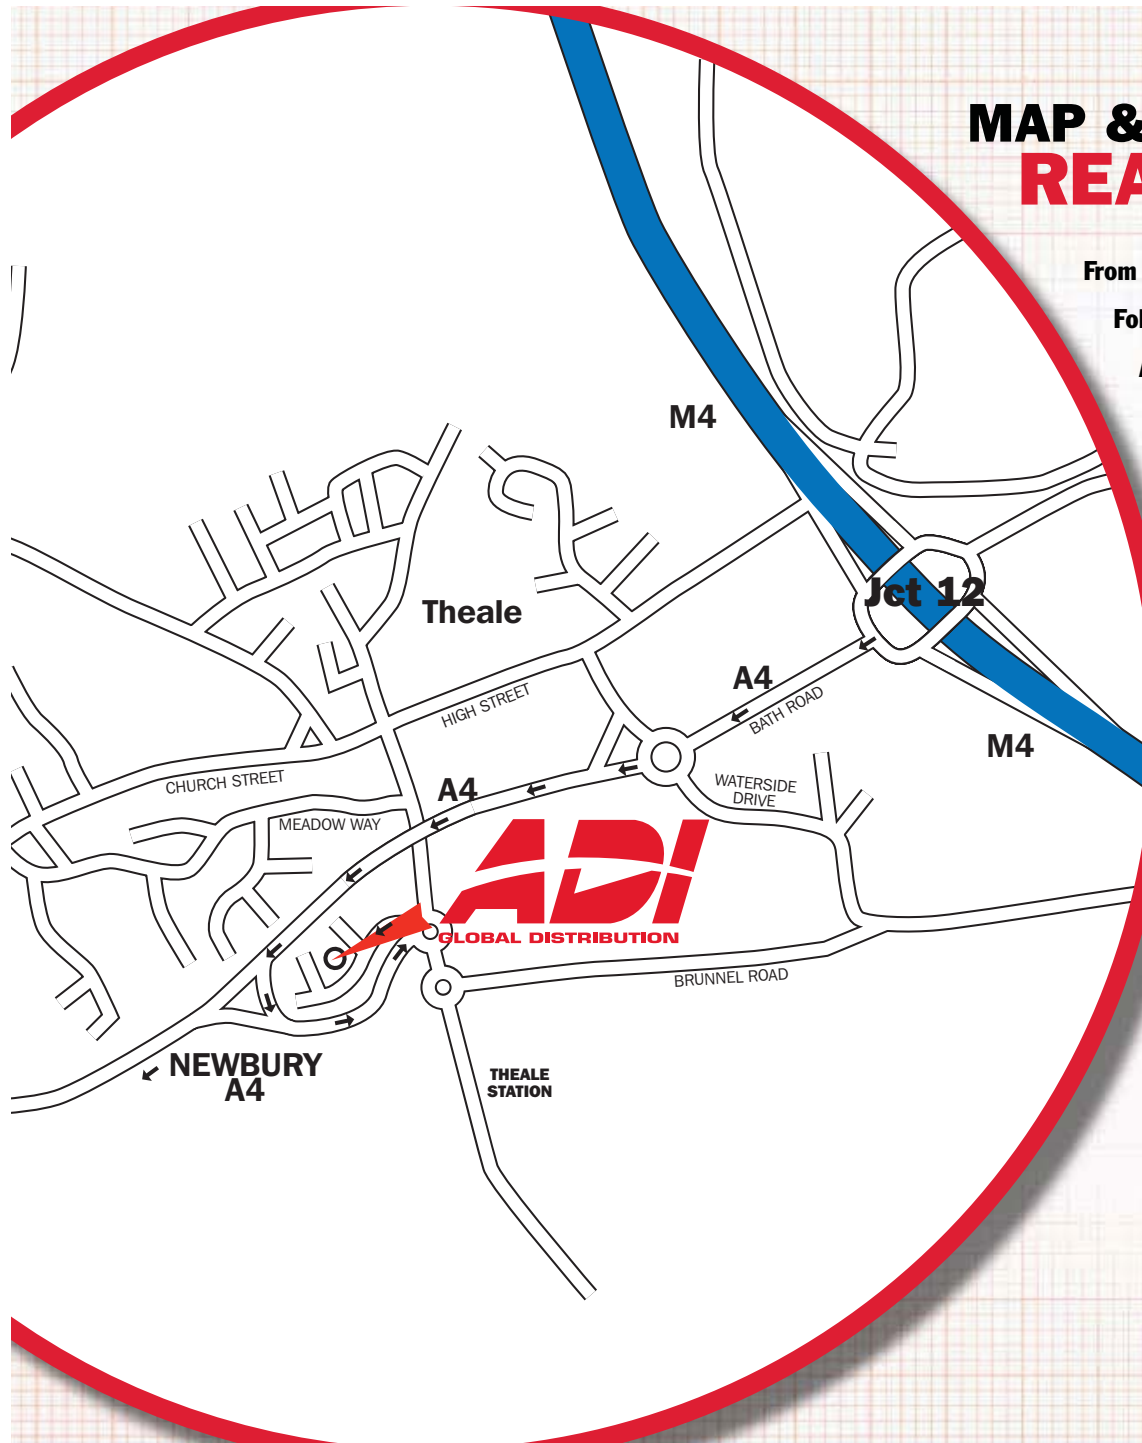 MAP &
REA
From
Fol
M4
Jct 12
Theale
A4
HIGH STREET
BATH ROAD
M4
CHURCH STREET
A4
WATERSIDE
DRIVE
MEADOW WAY
ADI
GLOBAL DISTRIBUTION
BRUNNEL ROAD
NEWBURY
A4
THEALE
STATION